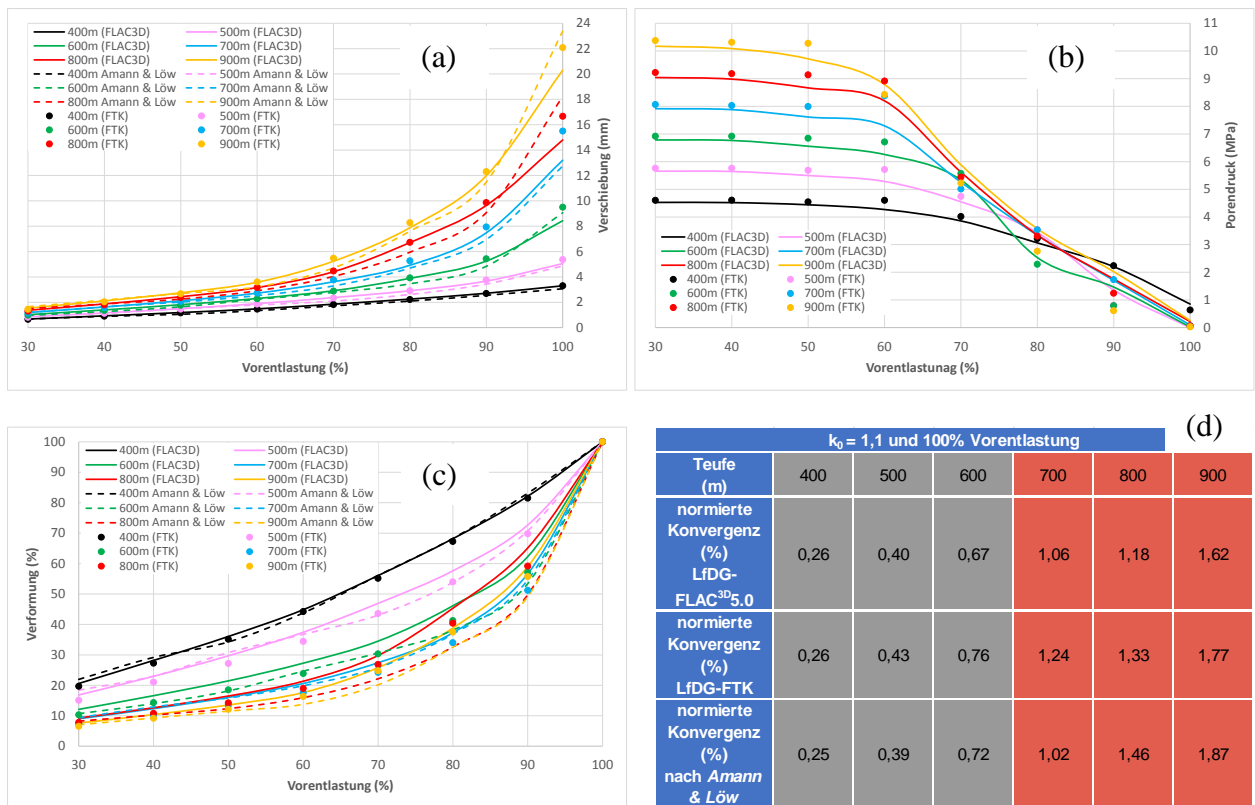 (a)
400m (FLAC3D) 500m (FLAC3D)
600m (FLAC3D) 700m (FLAC3D)
800m (FLAC3D) 900m (FLAC3D)
400m Amann & Löw 500m Amann & Löw
600m Amann & Löw 700m Amann & Löw
800m Amann & Löw 900m Amann & Löw
400m (FTK) 500m (FTK)
600m (FTK) 700m (FTK)
800m (FTK) 900m (FTK)
24
22
20
18
16
14
12
10
8
6
4
2
0
Verschiebung (mm)
30 40 50 60 70 80 90 100
Vorentlastung (%)
(b)
11
10
9
8
7
6
5
4
3
2
1
0
Porendruck (MPa)
400m (FLAC3D) 500m (FLAC3D)
600m (FLAC3D) 700m (FLAC3D)
800m (FLAC3D) 900m (FLAC3D)
400m (FTK) 500m (FTK)
600m (FTK) 700m (FTK)
800m (FTK) 900m (FTK)
30 40 50 60 70 80 90 100
Vorentlastunag (%)
(c)
100
90
80
70
60
50
40
30
20
10
0
Verformung (%)
400m (FLAC3D) 500m (FLAC3D)
600m (FLAC3D) 700m (FLAC3D)
800m (FLAC3D) 900m (FLAC3D)
400m Amann & Löw 500m Amann & Löw
600m Amann & Löw 700m Amann & Löw
800m Amann & Löw 900m Amann & Löw
400m (FTK) 500m (FTK)
600m (FTK) 700m (FTK)
800m (FTK) 900m (FTK)
30 40 50 60 70 80 90 100
Vorentlastung (%)
(d)
k0 = 1,1 und 100% Vorentlastung
Teufe
(m)
400 500 600 700 800 900
normierte
Konvergenz
(%)
LfDG-
FLAC3D5.0
0,26 0,40 0,67 1,06 1,18 1,62
normierte
Konvergenz
(%)
LfDG-FTK
0,26 0,43 0,76 1,24 1,33 1,77
normierte
Konvergenz
(%)
nach Amann
& Löw
0,25 0,39 0,72 1,02 1,46 1,87